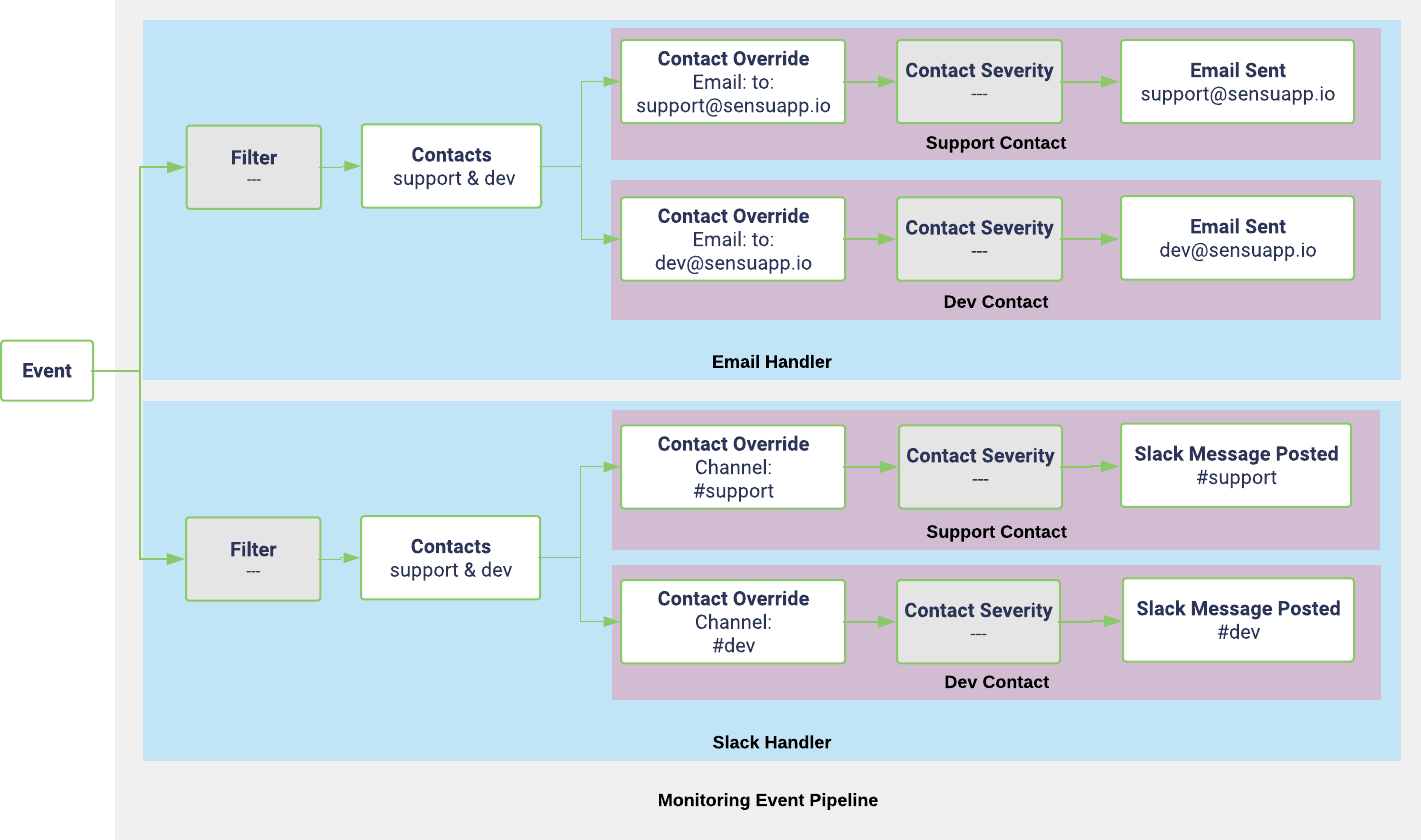 Event
Filter
---
Contacts
support & dev
Contact Override
Email: to:
support@sensuapp.io
Contact Severity
---
Email Sent
support@sensuapp.io
Support Contact
Contact Override
Email: to:
dev@sensuapp.io
Contact Severity
---
Email Sent
dev@sensuapp.io
Dev Contact
Email Handler
Filter
---
Contacts
support & dev
Contact Override
Channel:
#support
Contact Severity
---
Slack Message Posted
#support
Support Contact
Contact Override
Channel:
#dev
Contact Severity
---
Slack Message Posted
#dev
Dev Contact
Slack Handler
Monitoring Event Pipeline